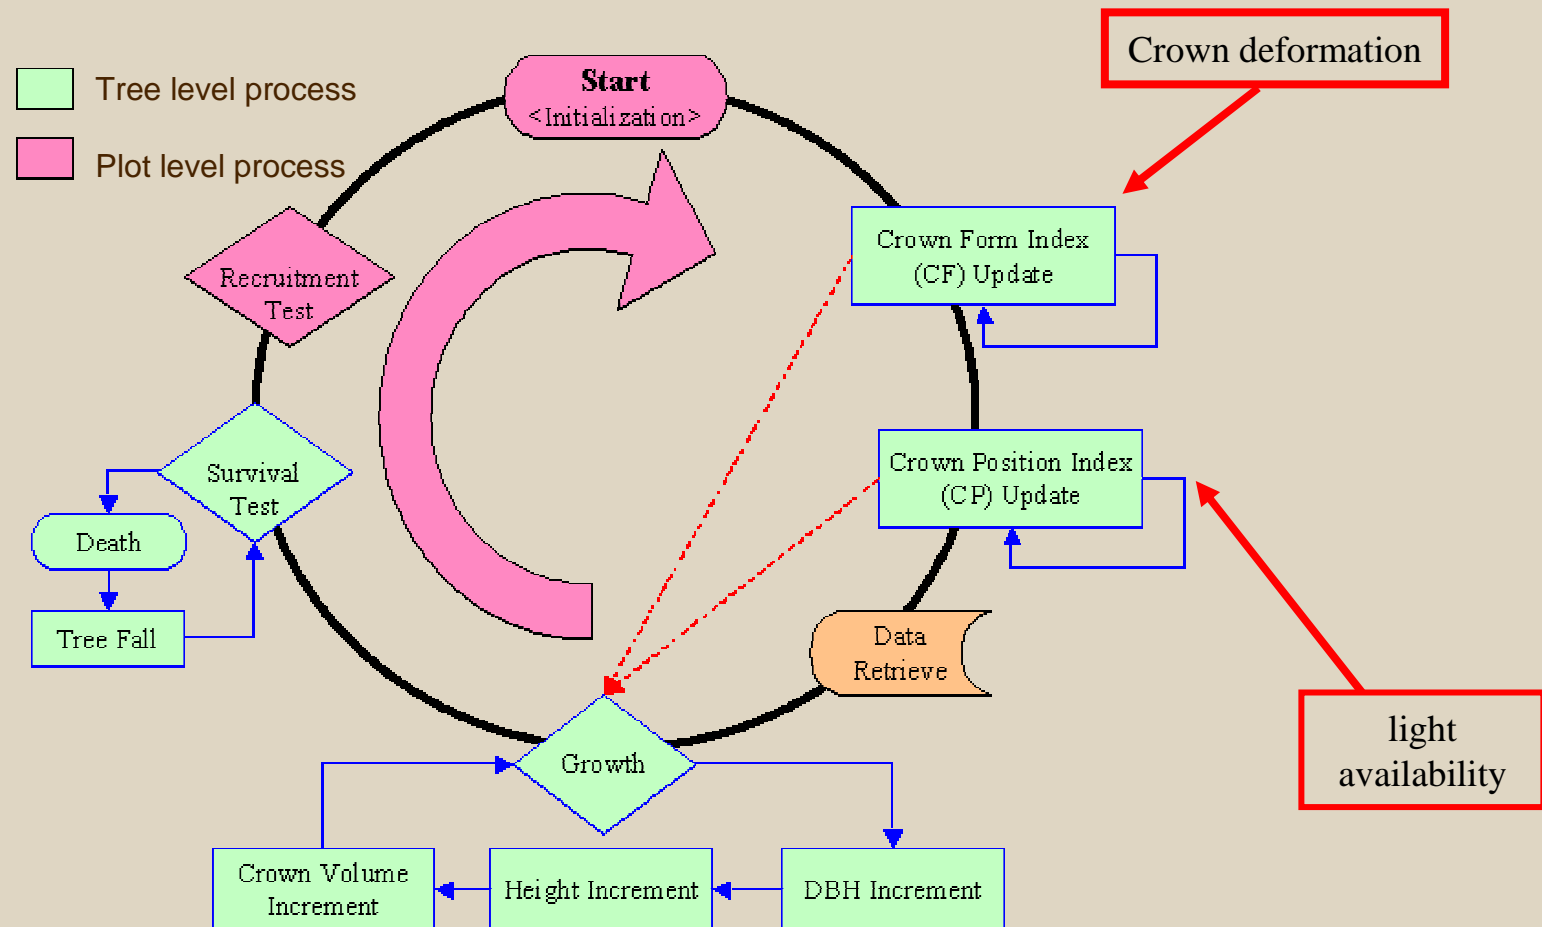 Crown deformation
Start
<Initialization>
Tree level process
Plot level process
Crown Form Index
(CF) Update
Recruitment
Test
Crown Position Index
(CP) Update
Survival
Test
Death
Tree Fall
Data
Retrieve
light
availability
Growth
Crown Volume
Increment
Height Increment
DBH Increment